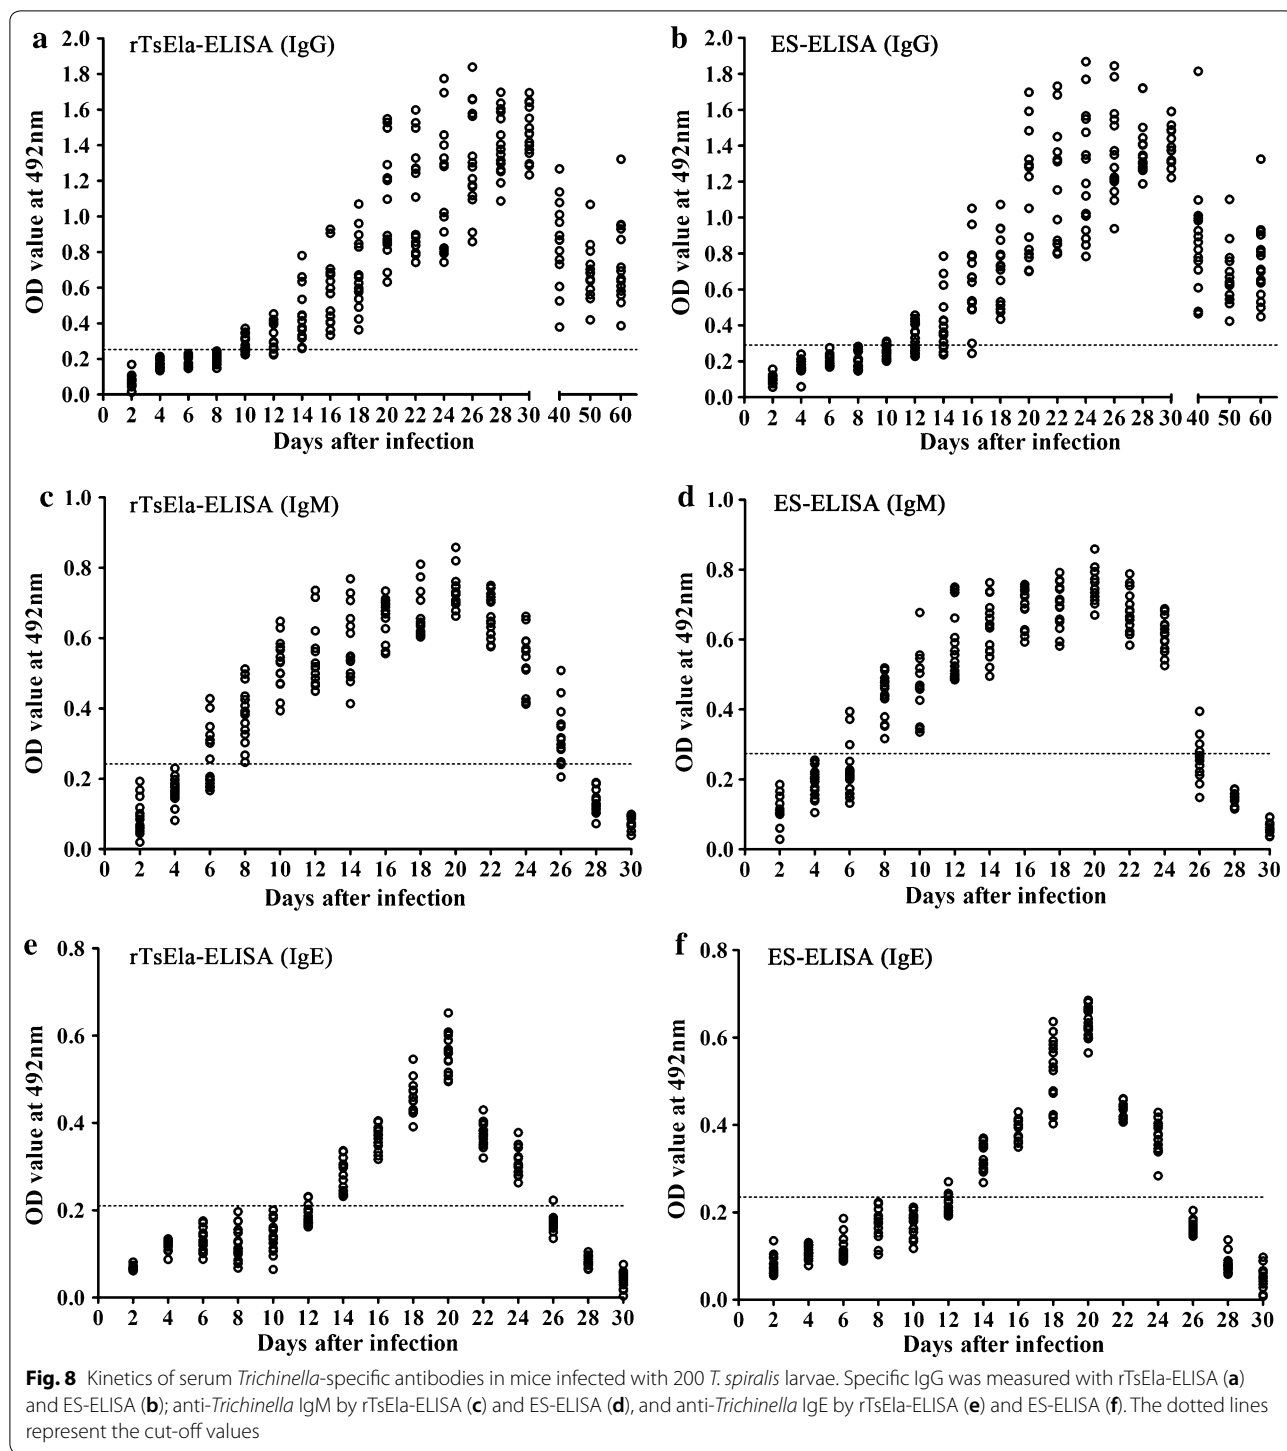 a rTsEla-ELISA (IgG)
2.0
1.8
1.6
1.4
1.2
1.0
0.8
0.6
0.4
0.2
0.0
OD value at 492nm
0 2 4 6 8 10 12 14 16 18 20 22 24 26 28 30 40 50 60
Days after infection
b ES-ELISA (IgG)
2.0
1.8
1.6
1.4
1.2
1.0
0.8
0.6
0.4
0.2
0.0
OD value at 492nm
0 2 4 6 8 10 12 14 16 18 20 22 24 26 28 30 40 50 60
Days after infection
c rTsEla-ELISA (IgM)
1.0
0.8
0.6
0.4
0.2
0.0
OD value at 492nm
0 2 4 6 8 10 12 14 16 18 20 22 24 26 28 30
Days after infection
d ES-ELISA (IgM)
1.0
0.8
0.6
0.4
0.2
0.0
OD value at 492nm
0 2 4 6 8 10 12 14 16 18 20 22 24 26 28 30
Days after infection
e rTsEla-ELISA (IgE)
0.8
0.6
0.4
0.2
0.0
OD value at 492nm
0 2 4 6 8 10 12 14 16 18 20 22 24 26 28 30
Days after infection
f ES-ELISA (IgE)
0.8
0.6
0.4
0.2
0.0
OD value at 492nm
0 2 4 6 8 10 12 14 16 18 20 22 24 26 28 30
Days after infection
Fig. 8 Kinetics of serum Trichinella-specific antibodies in mice infected with 200 T. spiralis larvae. Specific IgG was measured with rTsEla-ELISA (a)
and ES-ELISA (b); anti-Trichinella IgM by rTsEla-ELISA (c) and ES-ELISA (d), and anti-Trichinella IgE by rTsEla-ELISA (e) and ES-ELISA (f). The dotted lines
represent the cut-off values